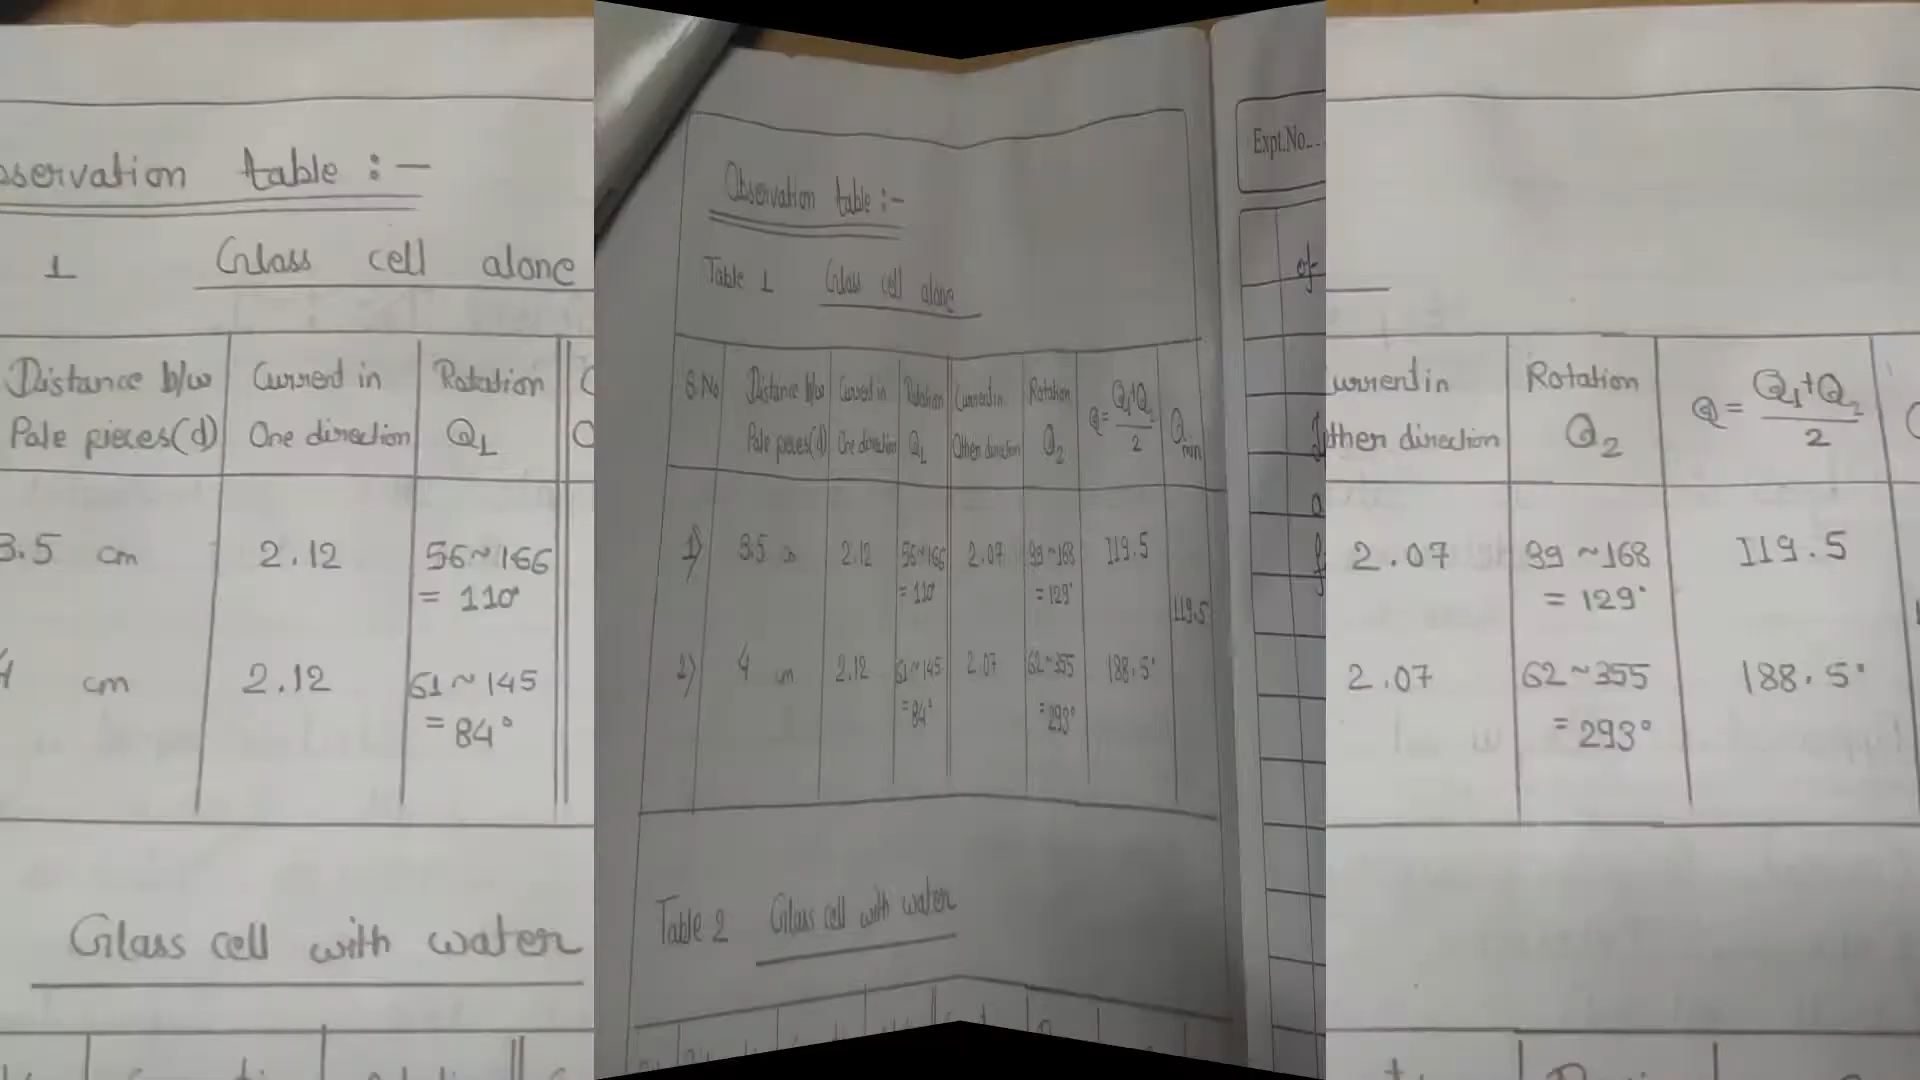 Observation table :-
Table 1 Glass cell alone
S.No Distance b/w Pale pieces(d) Current in One direction Rotation Q1 Current in Other direction Rotation Q2 Q = Q1+Q2 / 2 Qmin
1) 3.5 cm 2.12 56~166 = 110° 2.07 39~168 = 129° 119.5
119.5
2) 4 cm 2.12 61~145 = 84° 2.07 62~355 = 293° 188.5°
Table 2 Glass cell with water
Expt.No...
of